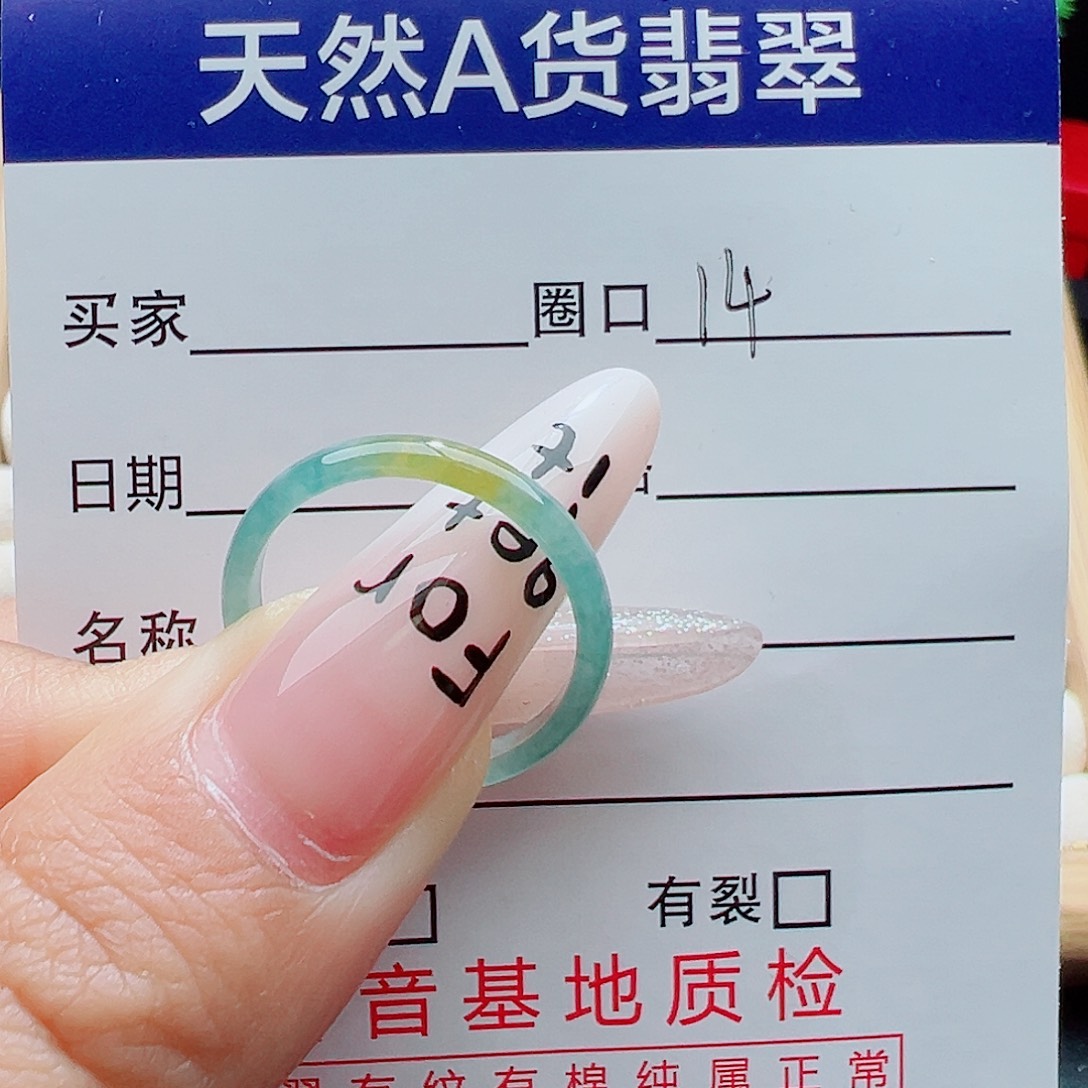 天然A货翡翠
买家 圈口 14
日期
名称
For
有裂
音基地质检
有纹有棉纯属正常